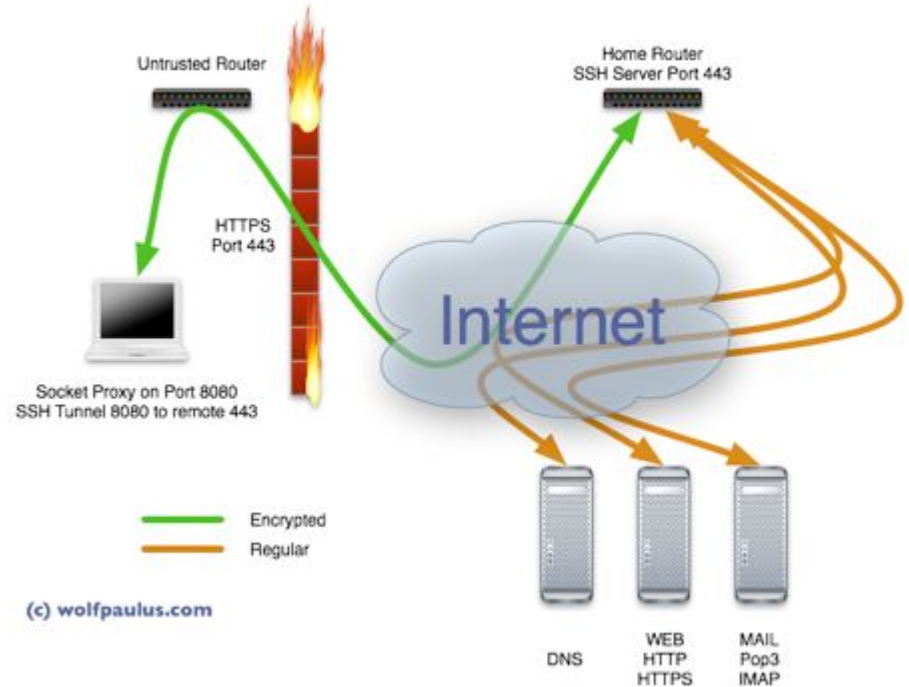 Untrusted Router
Home Router
SSH Server Port 443
HTTPS
Port 443
Internet
Socket Proxy on Port 8080
SSH Tunnel 8080 to remote 443
Encrypted
Regular
(c) wolfpaulus.com
DNS
WEB
HTTP
HTTPS
MAIL
Pop3
IMAP